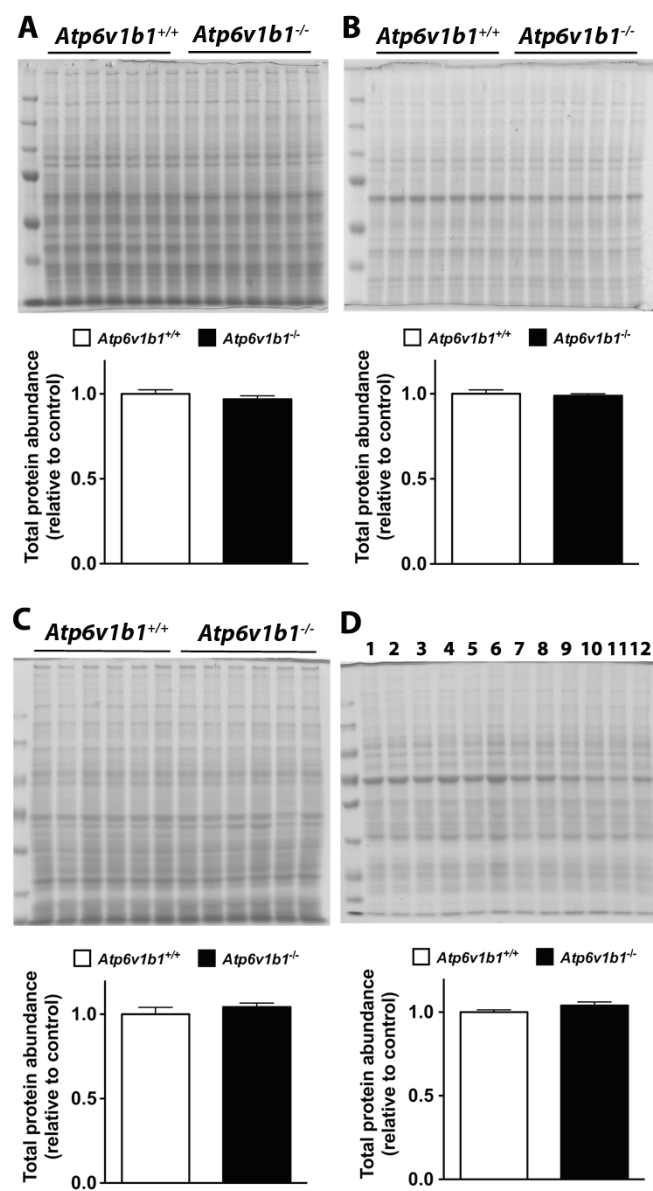 A
Atp6v1b1+/+ Atp6v1b1-/-
Atp6v1b1+/+ Atp6v1b1-/-
Total protein abundance
(relative to control)
1.0
0.5
0.0
B
Atp6v1b1+/+ Atp6v1b1-/-
Atp6v1b1+/+ Atp6v1b1-/-
Total protein abundance
(relative to control)
1.0
0.5
0.0
C
Atp6v1b1+/+ Atp6v1b1-/-
Atp6v1b1+/+ Atp6v1b1-/-
Total protein abundance
(relative to control)
1.0
0.5
0.0
D
1 2 3 4 5 6 7 8 9 10 11 12
Atp6v1b1+/+ Atp6v1b1-/-
Total protein abundance
(relative to control)
1.0
0.5
0.0